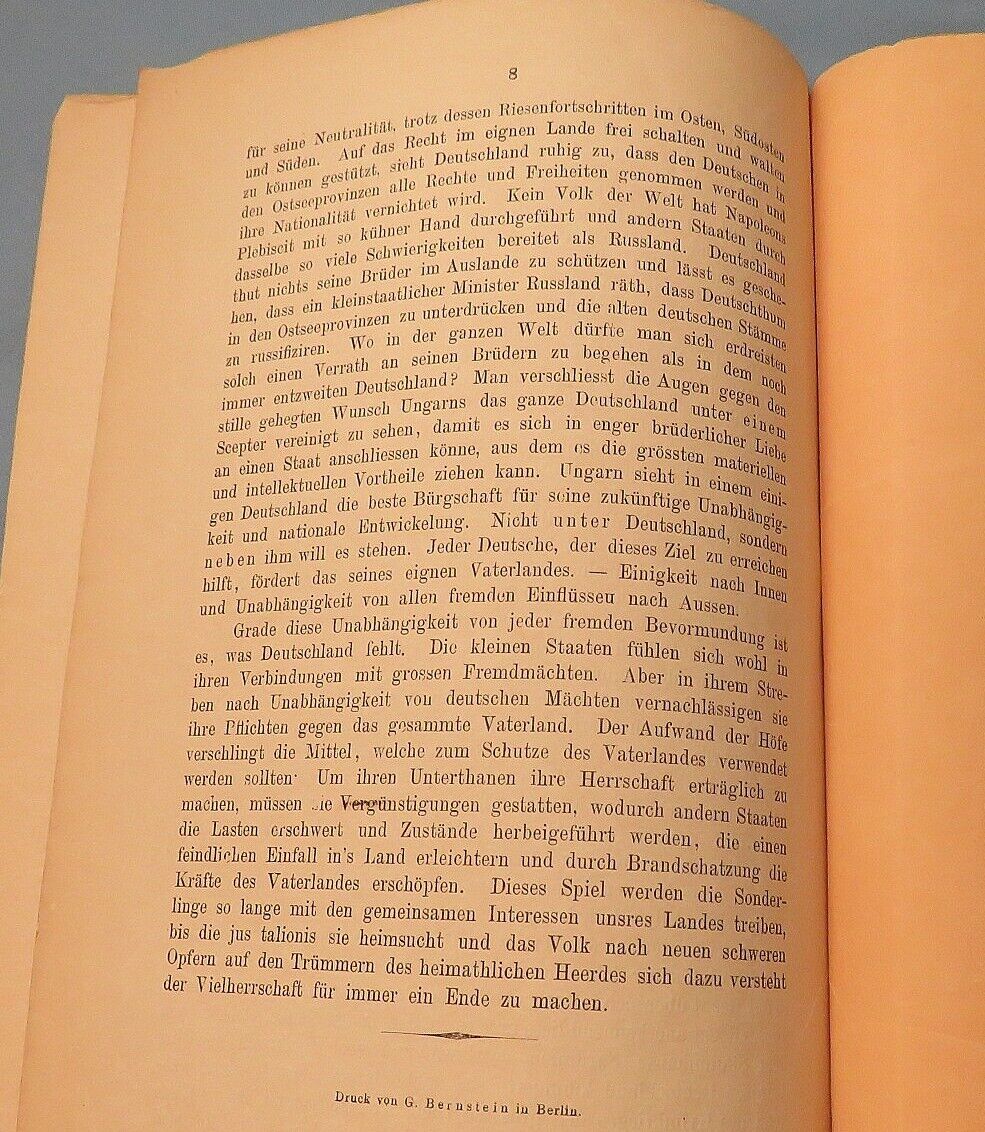 8
für seine Neutralität, trotz dessen Riesenfortschritten im Osten, Südosten
und Süden. Auf das Recht im eignen Lande frei schalten und walten
zu können gestützt, sieht Deutschland ruhig zu, dass den Deutschen in
den Ostseeprovinzen alle Rechte und Freiheiten genommen werden und
ihre Nationalität vernichtet wird. Kein Volk der Welt hat Napoleons
Plebiscit mit so kühner Hand durchgeführt und andern Staaten durch
dasselbe so viele Schwierigkeiten bereitet als Russland. Deutschland
thut nichts seine Brüder im Auslande zu schützen und lässt es gesche-
hen, dass ein kleinstaatlicher Minister Russland räth, dass Deutschthum
in den Ostseeprovinzen zu unterdrücken und die alten deutschen Stämme
zu russifiziren. Wo in der ganzen Welt dürfte man sich erdreisten
solch einen Verrath an seinen Brüdern zu begehen als in dem noch
immer entzweiten Deutschland? Man verschliesst die Augen gegen den
stille gehegten Wunsch Ungarns das ganze Deutschland unter einem
Scepter vereinigt zu sehen, damit es sich in enger brüderlicher Liebe
an einen Staat anschliessen könne, aus dem es die grössten materiellen
und intellektuellen Vortheile ziehen kann. Ungarn sieht in einem eini-
gen Deutschland die beste Bürgschaft für seine zukünftige Unabhängig-
keit und nationale Entwickelung. Nicht unter Deutschland, sondern
neben ihm will es stehen. Jeder Deutsche, der dieses Ziel zu erreichen
hilft, fördert das seines eignen Vaterlandes. — Einigkeit nach Innen
und Unabhängigkeit von allen fremden Einflüssen nach Aussen.
Grade diese Unabhängigkeit von jeder fremden Bevormundung ist
es, was Deutschland fehlt. Die kleinen Staaten fühlen sich wohl in
ihren Verbindungen mit grossen Fremdmächten. Aber in ihrem Stre-
ben nach Unabhängigkeit von deutschen Mächten vernachlässigen sie
ihre Pflichten gegen das gesammte Vaterland. Der Aufwand der Höfe
verschlingt die Mittel, welche zum Schutze des Vaterlandes verwendet
werden sollten· Um ihren Unterthanen ihre Herrschaft erträglich zu
machen, müssen sie Vergünstigungen gestatten, wodurch andern Staaten
die Lasten erschwert und Zustände herbeigeführt werden, die einen
feindlichen Einfall in's Land erleichtern und durch Brandschatzung die
Kräfte des Vaterlandes erschöpfen. Dieses Spiel werden die Sonder-
linge so lange mit den gemeinsamen Interessen unsres Landes treiben,
bis die jus talionis sie heimsucht und das Volk nach neuen schweren
Opfern auf den Trümmern des heimathlichen Heerdes sich dazu versteht
der Vielherrschaft für immer ein Ende zu machen.
Druck von G. Bernstein in Berlin.